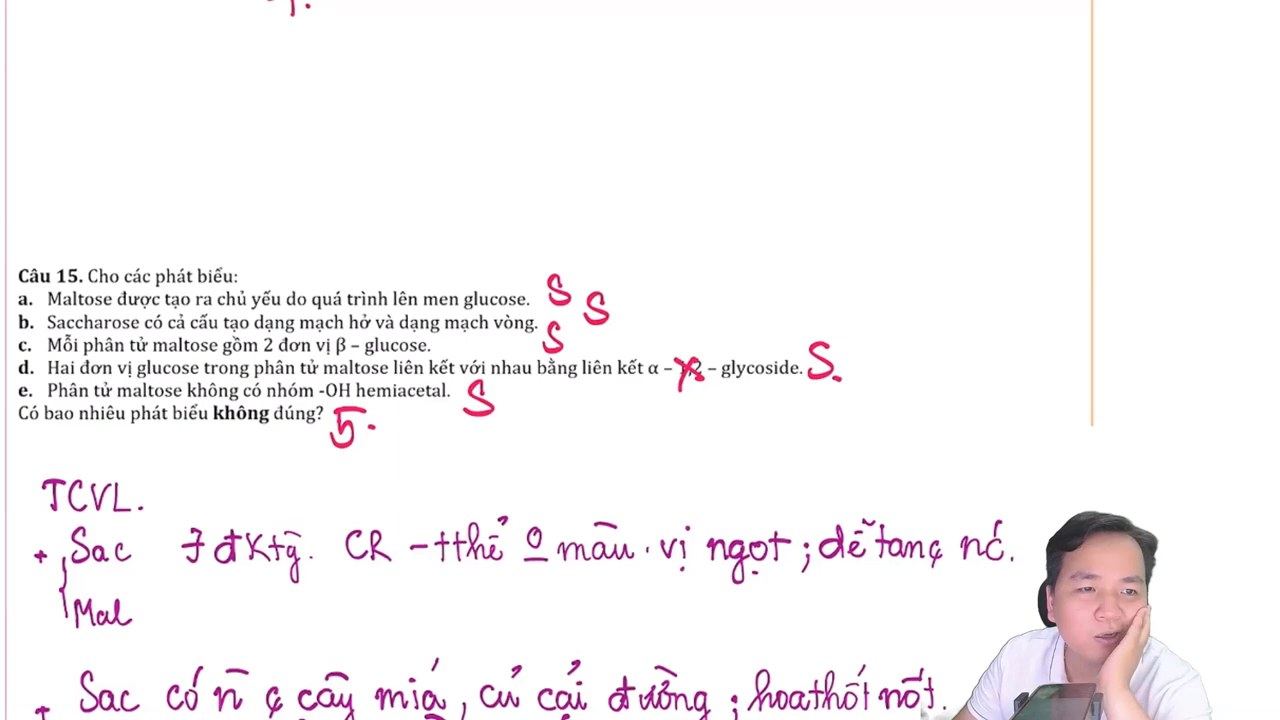 Câu 15. Cho các phát biểu:
a. Maltose được tạo ra chủ yếu do quá trình lên men glucose. S
b. Saccharose có cả cấu tạo dạng mạch hở và dạng mạch vòng. S
c. Mỗi phân tử maltose gồm 2 đơn vị β – glucose. S
d. Hai đơn vị glucose trong phân tử maltose liên kết với nhau bằng liên kết α – 1,2 – glycoside. S.
e. Phân tử maltose không có nhóm -OH hemiacetal. S
Có bao nhiêu phát biểu không đúng? 5.
TCVL.
+ Sac
CR – tthể
màu. vị ngọt; dễ tan
Mal
Sac có
cây mía, củ cải đường; hoa thốt nốt.